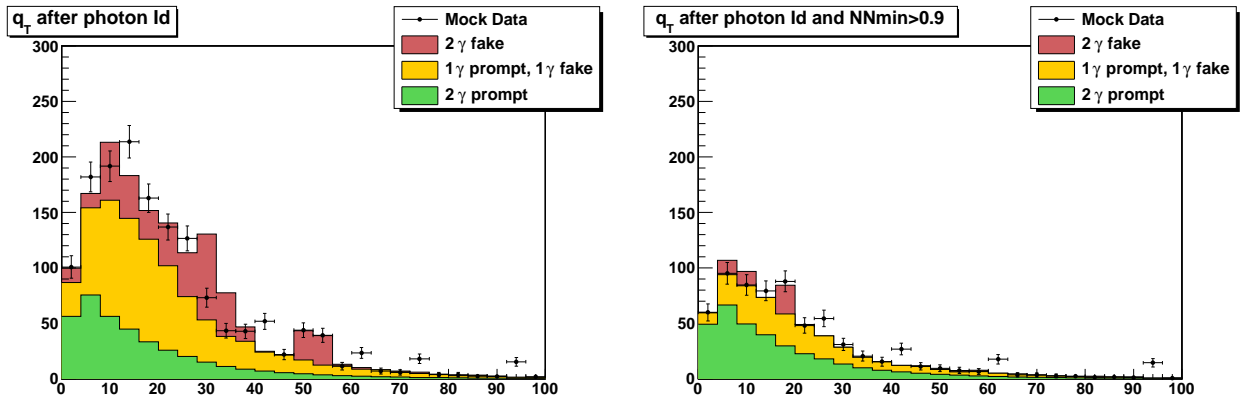 q_T after photon Id
Mock Data
2 γ fake
1 γ prompt, 1 γ fake
2 γ prompt
300
250
200
150
100
50
0
0 10 20 30 40 50 60 70 80 90 100
q_T after photon Id and NNmin>0.9
Mock Data
2 γ fake
1 γ prompt, 1 γ fake
2 γ prompt
300
250
200
150
100
50
0
0 10 20 30 40 50 60 70 80 90 100